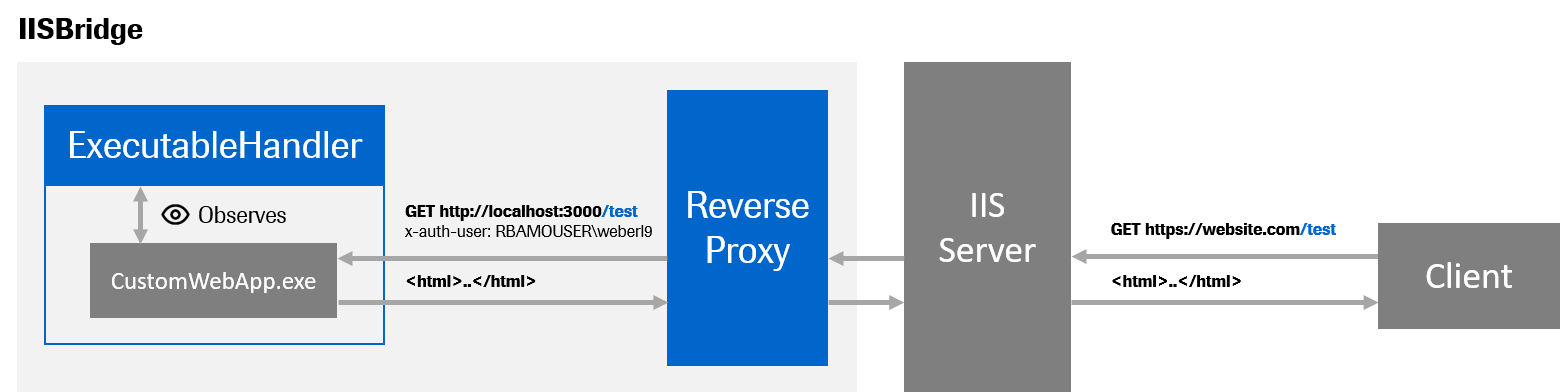 IISBridge
ExecutableHandler
Observes
CustomWebApp.exe
GET http://localhost:3000/test
x-auth-user: RBAMOUSER\weberl9
<html>..</html>
Reverse
Proxy
IIS
Server
GET https://website.com/test
<html>..</html>
Client